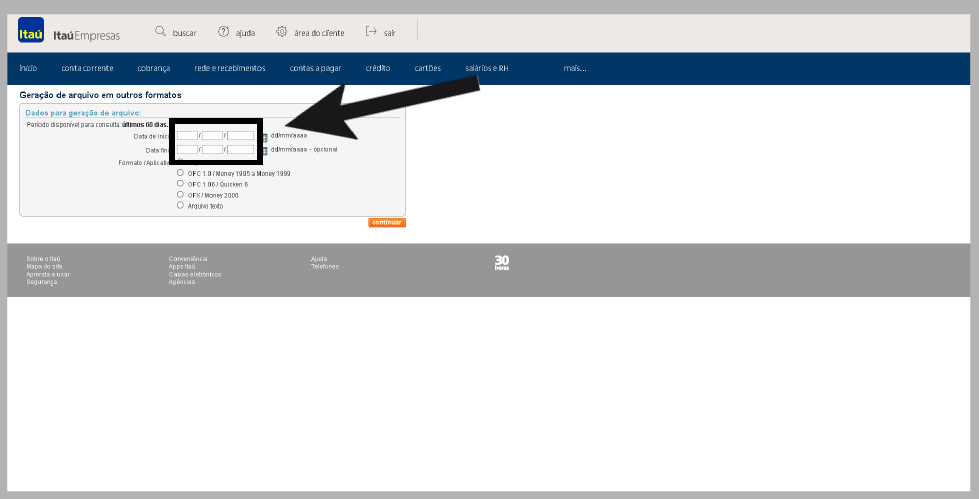 Itaú
Itaú Empresas
buscar
ajuda
área do cliente
sair
início
conta corrente
cobrança
rede e recebimentos
contas a pagar
crédito
cartões
salários e RH
mais...
Geração de arquivo em outros formatos
Dados para geração de arquivo:
Período disponível para consulta: últimos 60 dias.
Data de iníc / / dd/mm/aaaa
Data fin / / dd/mm/aaaa - opcional
Formato / Aplicativ
OFC 1.0 / Money 1995 a Money 1999
OFC 1.06 / Quicken 6
OFX / Money 2000
Arquivo texto
continuar
Sobre o Itaú
Mapa do site
Aprenda a usar
Segurança
Conveniência
Apps Itaú
Caixas eletrônicos
Agências
Ajuda
Telefones
30
horas